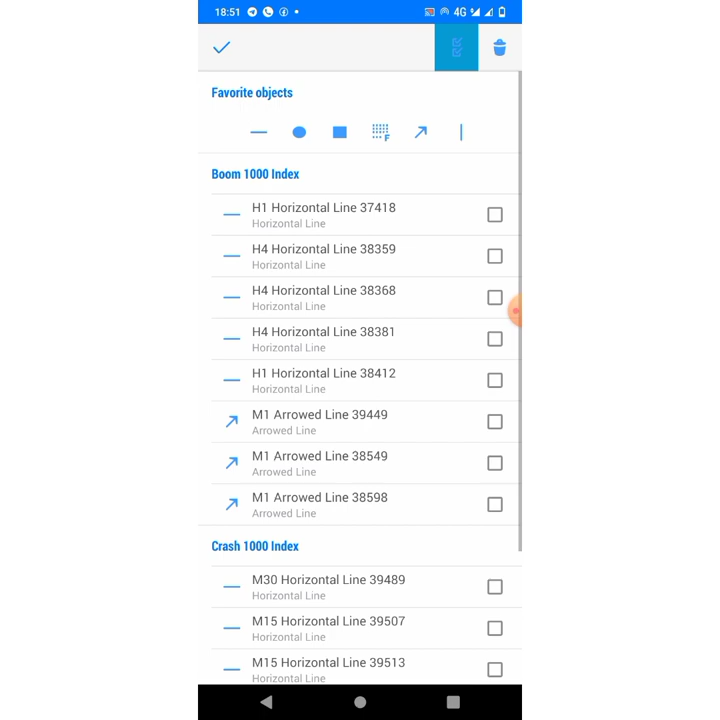 18:51
4G
Favorite objects
F
Boom 1000 Index
H1 Horizontal Line 37418
Horizontal Line
H4 Horizontal Line 38359
Horizontal Line
H4 Horizontal Line 38368
Horizontal Line
H4 Horizontal Line 38381
Horizontal Line
H1 Horizontal Line 38412
Horizontal Line
M1 Arrowed Line 39449
Arrowed Line
M1 Arrowed Line 38549
Arrowed Line
M1 Arrowed Line 38598
Arrowed Line
Crash 1000 Index
M30 Horizontal Line 39489
Horizontal Line
M15 Horizontal Line 39507
Horizontal Line
M15 Horizontal Line 39513
Horizontal Line